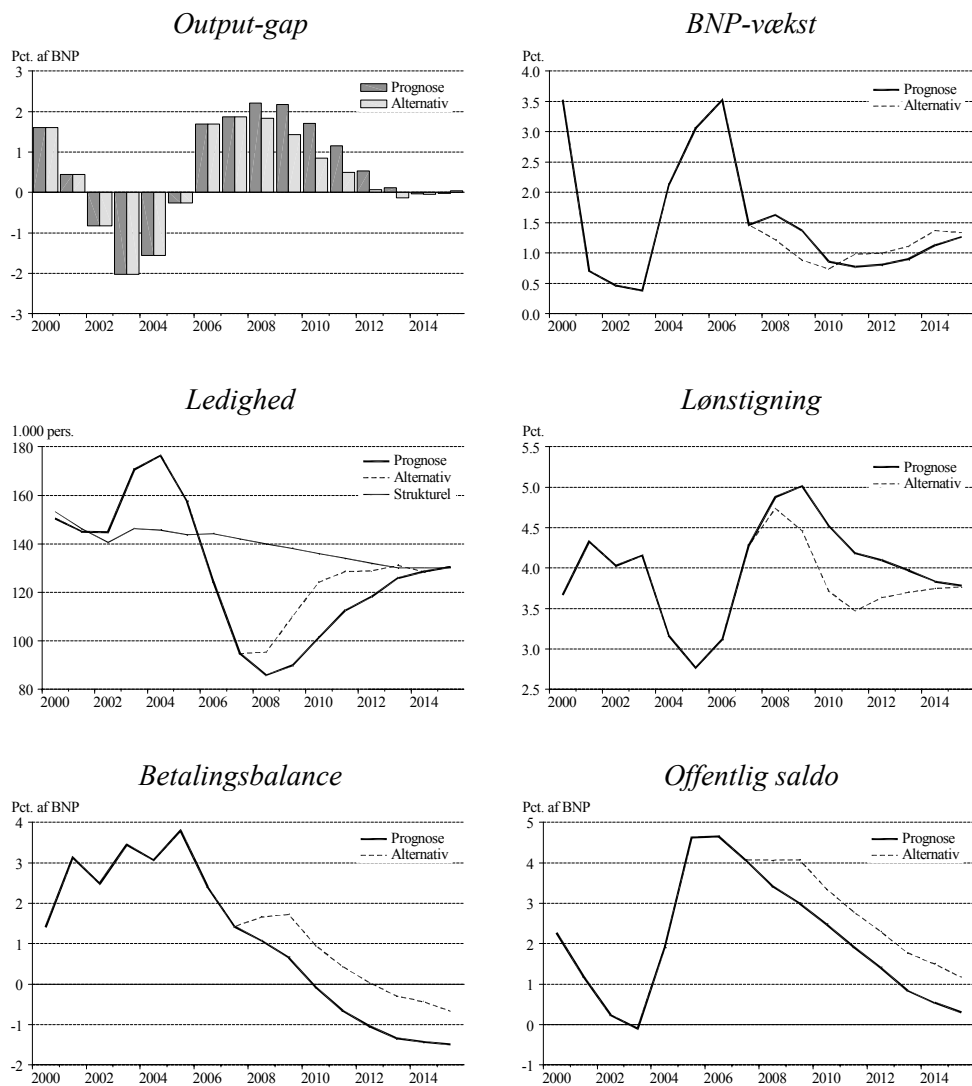 Output-gap
Pct. af BNP
3
2
1
0
-1
-2
-3
Prognose
Alternativ
2000 2002 2004 2006 2008 2010 2012 2014
BNP-vækst
Pct. af BNP
4.0
3.5
3.0
2.5
2.0
1.5
1.0
0.5
0.0
Prognose
Alternativ
2000 2002 2004 2006 2008 2010 2012 2014
Ledighed
1.000 pers.
180
160
140
120
100
80
Prognose
Alternativ
Strukturel
2000 2002 2004 2006 2008 2010 2012 2014
Lønstigning
Pct.
5.5
5.0
4.5
4.0
3.5
3.0
2.5
Prognose
Alternativ
2000 2002 2004 2006 2008 2010 2012 2014
Betalingsbalance
Pct. af BNP
4
3
2
1
0
-1
-2
Prognose
Alternativ
2000 2002 2004 2006 2008 2010 2012 2014
Offentlig saldo
Pct. af BNP
5
4
3
2
1
0
-1
Prognose
Alternativ
2000 2002 2004 2006 2008 2010 2012 2014